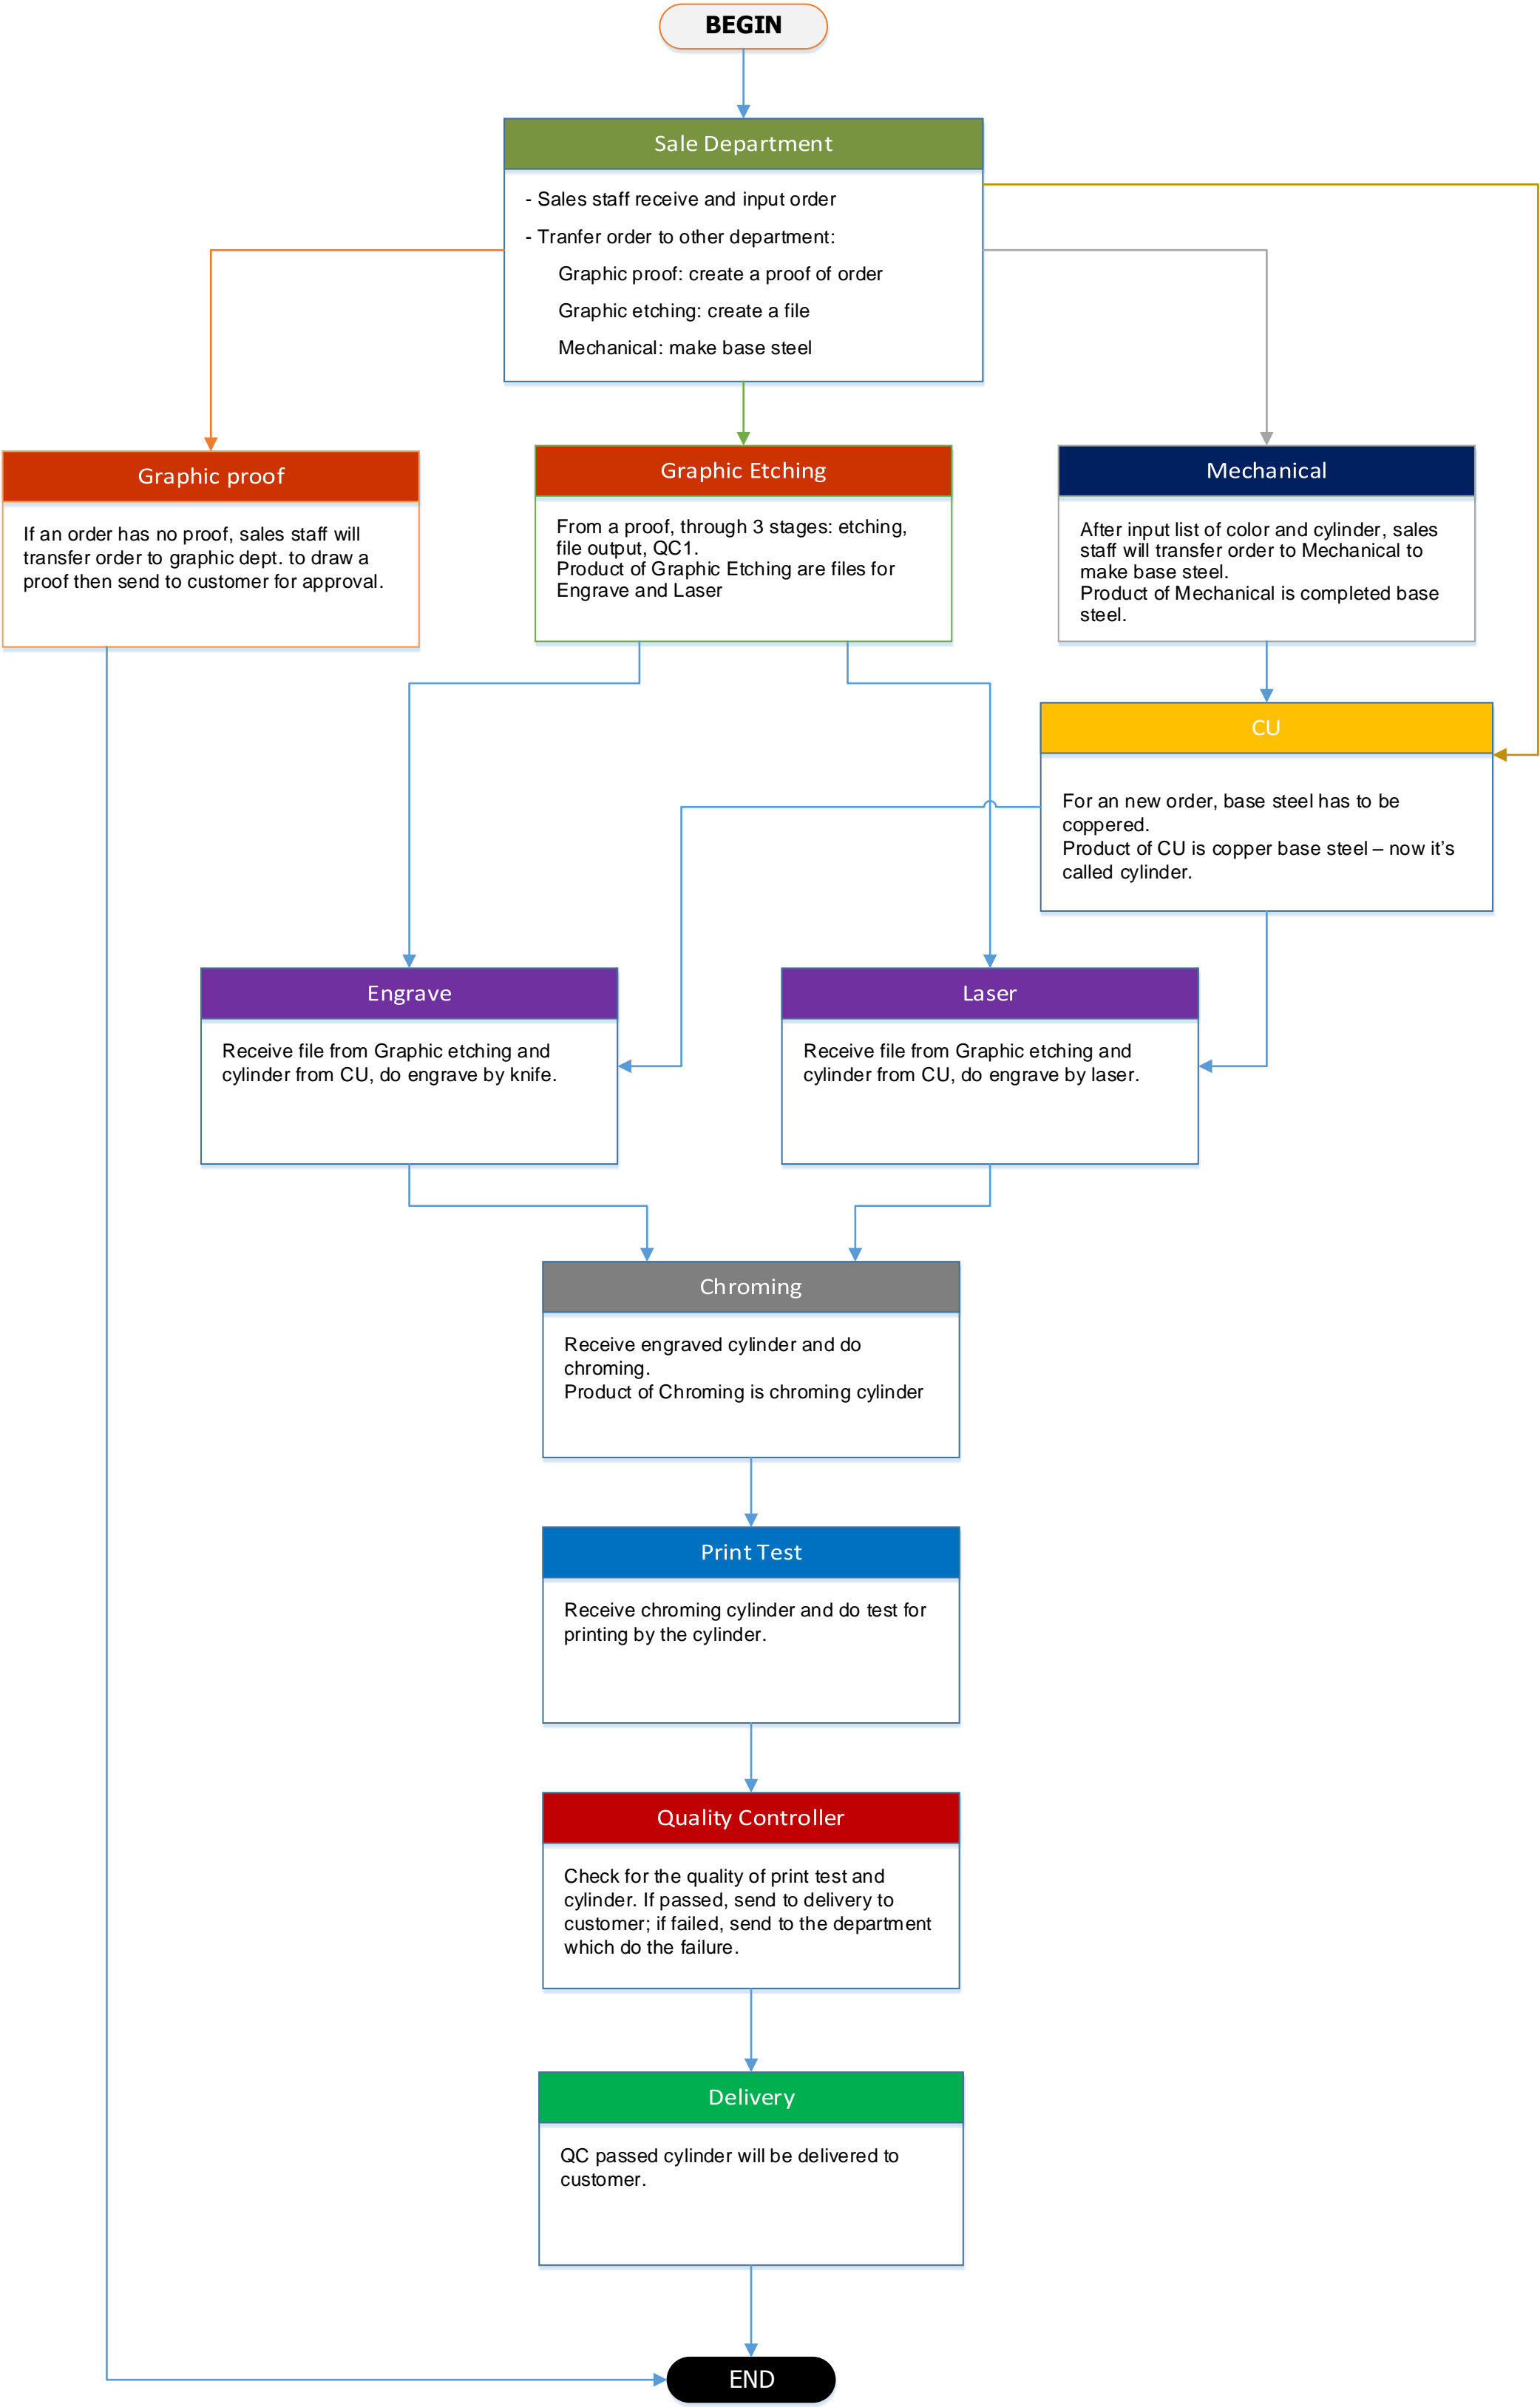 BEGIN
Sale Department
- Sales staff receive and input order
- Tranfer order to other department:
Graphic proof: create a proof of order
Graphic etching: create a file
Mechanical: make base steel
Graphic proof
If an order has no proof, sales staff will
transfer order to graphic dept. to draw a
proof then send to customer for approval.
Graphic Etching
From a proof, through 3 stages: etching,
file output, QC1.
Product of Graphic Etching are files for
Engrave and Laser
Mechanical
After input list of color and cylinder, sales
staff will transfer order to Mechanical to
make base steel.
Product of Mechanical is completed base
steel.
CU
For an new order, base steel has to be
coppered.
Product of CU is copper base steel – now it’s
called cylinder.
Engrave
Receive file from Graphic etching and
cylinder from CU, do engrave by knife.
Laser
Receive file from Graphic etching and
cylinder from CU, do engrave by laser.
Chroming
Receive engraved cylinder and do
chroming.
Product of Chroming is chroming cylinder
Print Test
Receive chroming cylinder and do test for
printing by the cylinder.
Quality Controller
Check for the quality of print test and
cylinder. If passed, send to delivery to
customer; if failed, send to the department
which do the failure.
Delivery
QC passed cylinder will be delivered to
customer.
END